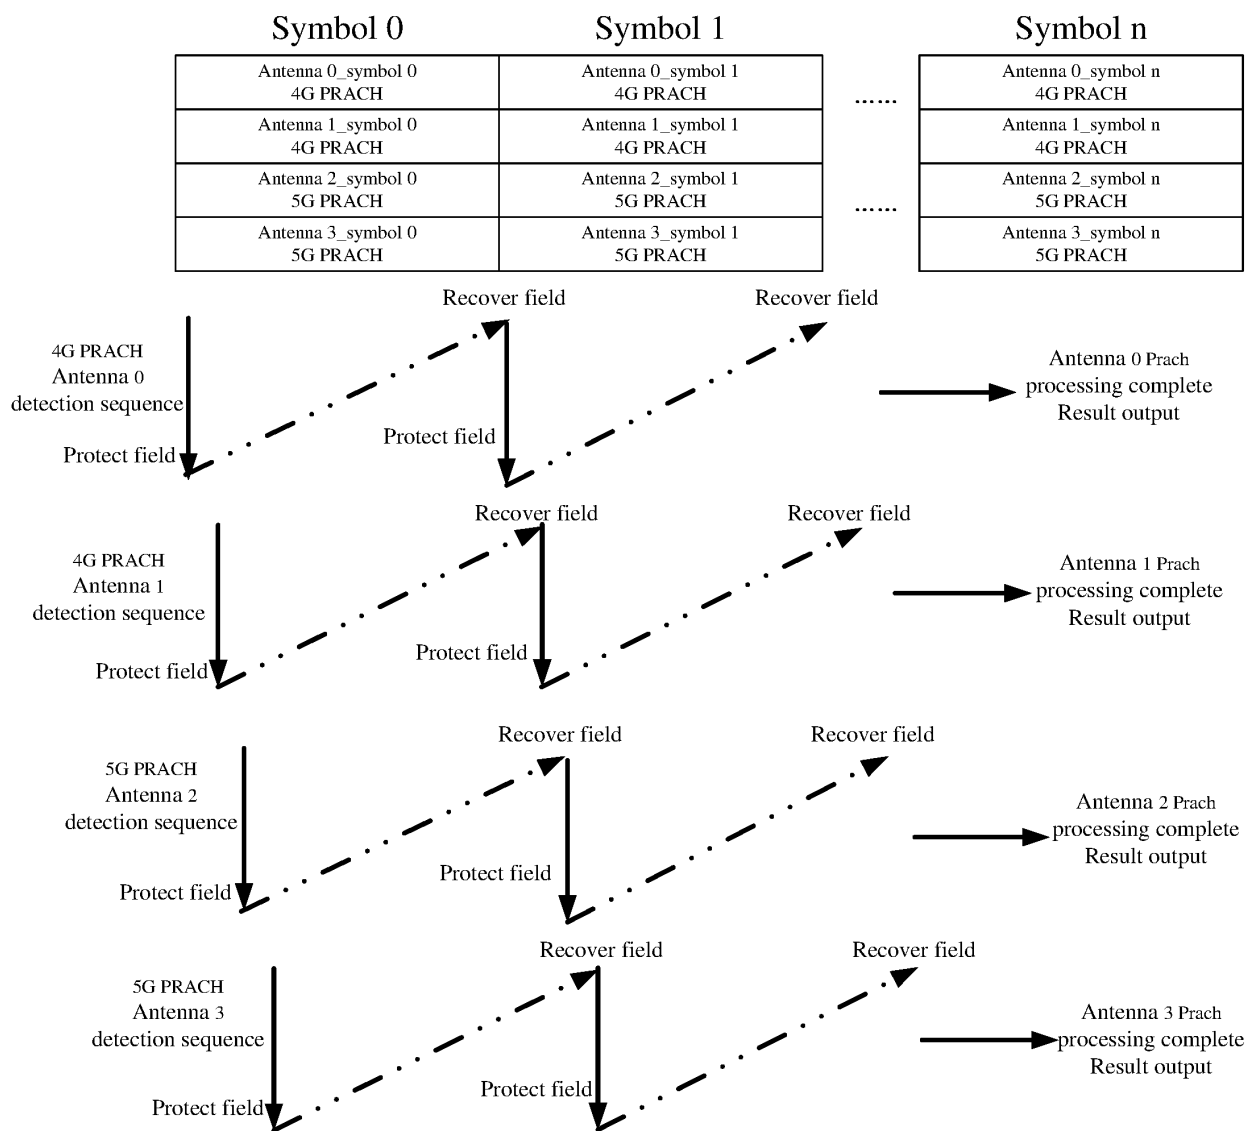 Symbol 0 Symbol 1 Symbol n
Antenna 0_symbol 0
4G PRACH
Antenna 0_symbol 1
4G PRACH
......
Antenna 0_symbol n
4G PRACH
Antenna 1_symbol 0
4G PRACH
Antenna 1_symbol 1
4G PRACH
Antenna 1_symbol n
4G PRACH
Antenna 2_symbol 0
5G PRACH
Antenna 2_symbol 1
5G PRACH
......
Antenna 2_symbol n
5G PRACH
Antenna 3_symbol 0
5G PRACH
Antenna 3_symbol 1
5G PRACH
Antenna 3_symbol n
5G PRACH
Recover field
Recover field
4G PRACH
Antenna 0
detection sequence
Protect field
Protect field
Antenna 0 Prach
processing complete
Result output
Recover field
Recover field
4G PRACH
Antenna 1
detection sequence
Protect field
Protect field
Antenna 1 Prach
processing complete
Result output
Recover field
Recover field
5G PRACH
Antenna 2
detection sequence
Protect field
Protect field
Antenna 2 Prach
processing complete
Result output
Recover field
Recover field
5G PRACH
Antenna 3
detection sequence
Protect field
Protect field
Antenna 3 Prach
processing complete
Result output